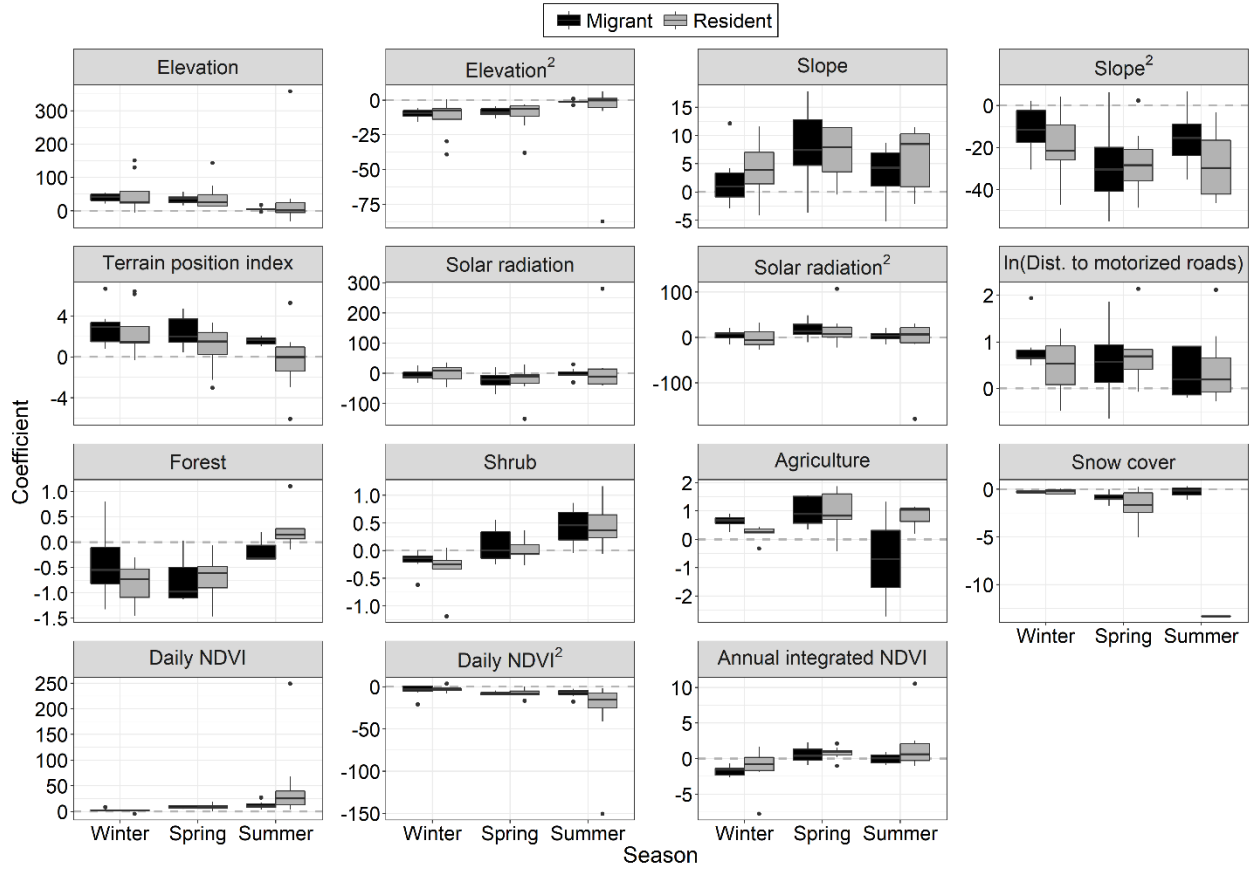 Migrant Resident
Elevation
Elevation²
Slope
Slope²
300
200
100
0
0
-25
-50
-75
15
10
5
0
-5
0
-20
-40
Terrain position index
Solar radiation
Solar radiation²
ln(Dist. to motorized roads)
4
0
-4
300
200
100
0
-100
100
0
-100
2
1
0
Coefficient
Forest
Shrub
Agriculture
Snow cover
1.0
0.5
0.0
-0.5
-1.0
-1.5
1.0
0.5
0.0
-0.5
-1.0
2
1
0
-1
-2
0
-5
-10
Winter Spring Summer
Daily NDVI
Daily NDVI²
Annual integrated NDVI
250
200
150
100
50
0
0
-50
-100
-150
10
5
0
-5
Winter Spring Summer
Winter Spring Summer
Winter Spring Summer
Season